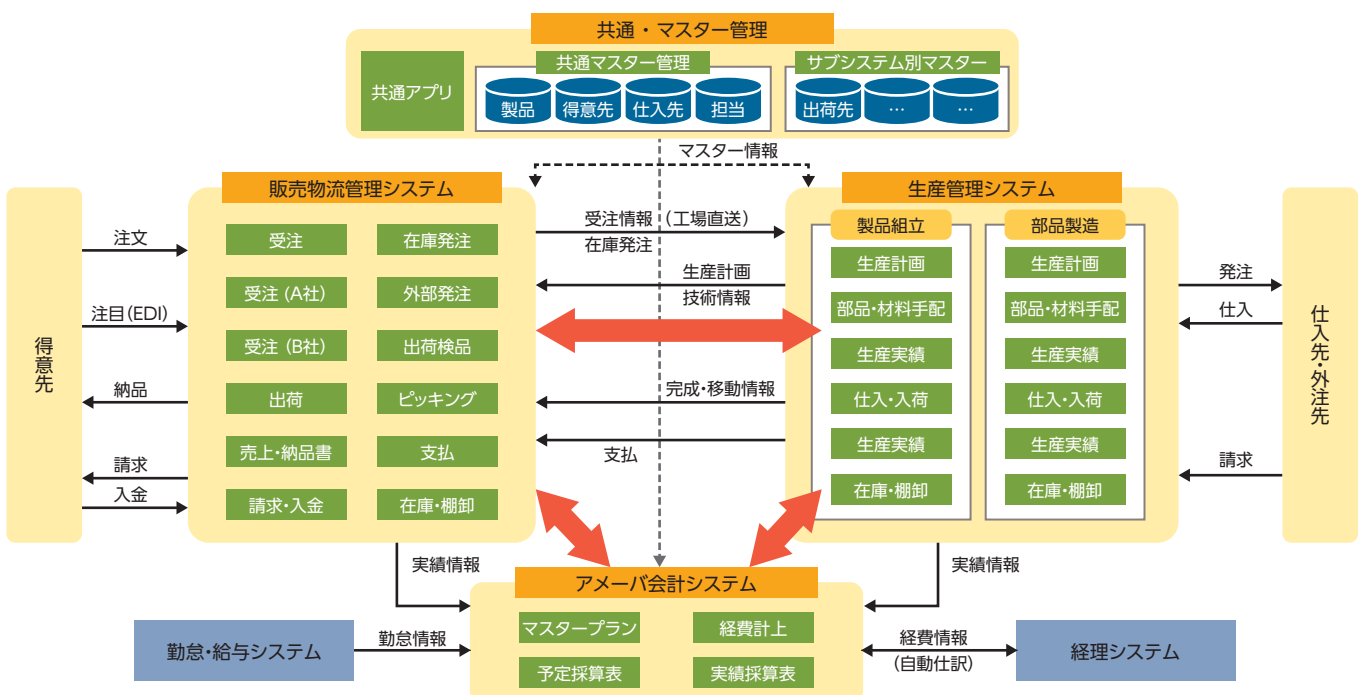 共通・マスター管理
共通アプリ
共通マスター管理
製品
得意先
仕入先
担当
サブシステム別マスター
出荷先
…
…
マスター情報
得意先
注文
注目(EDI)
納品
請求
入金
販売物流管理システム
受注
在庫発注
受注(A社)
外部発注
受注(B社)
出荷検品
出荷
ピッキング
売上・納品書
支払
請求・入金
在庫・棚卸
受注情報（工場直送）
在庫発注
生産計画
技術情報
完成・移動情報
支払
生産管理システム
製品組立
生産計画
部品・材料手配
生産実績
仕入・入荷
生産実績
在庫・棚卸
部品製造
生産計画
部品・材料手配
生産実績
仕入・入荷
生産実績
在庫・棚卸
発注
仕入
請求
仕入先・外注先
実績情報
実績情報
アメーバ会計システム
マスタープラン
経費計上
予定採算表
実績採算表
勤怠・給与システム
勤怠情報
経費情報
(自動仕訳)
経理システム